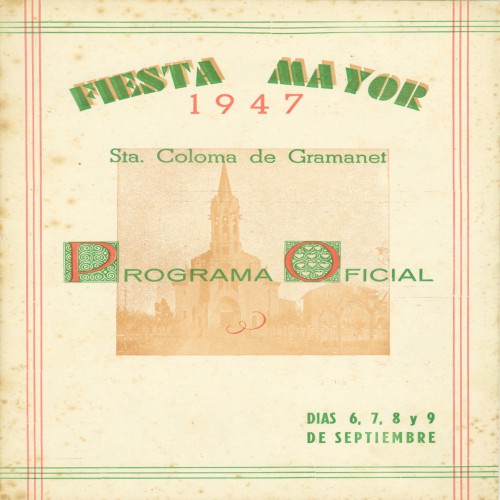 FIESTA MAYOR
1947
Sta. Coloma de Gramanet
PROGRAMA OFICIAL
DIAS 6, 7, 8 y 9
DE SEPTIEMBRE